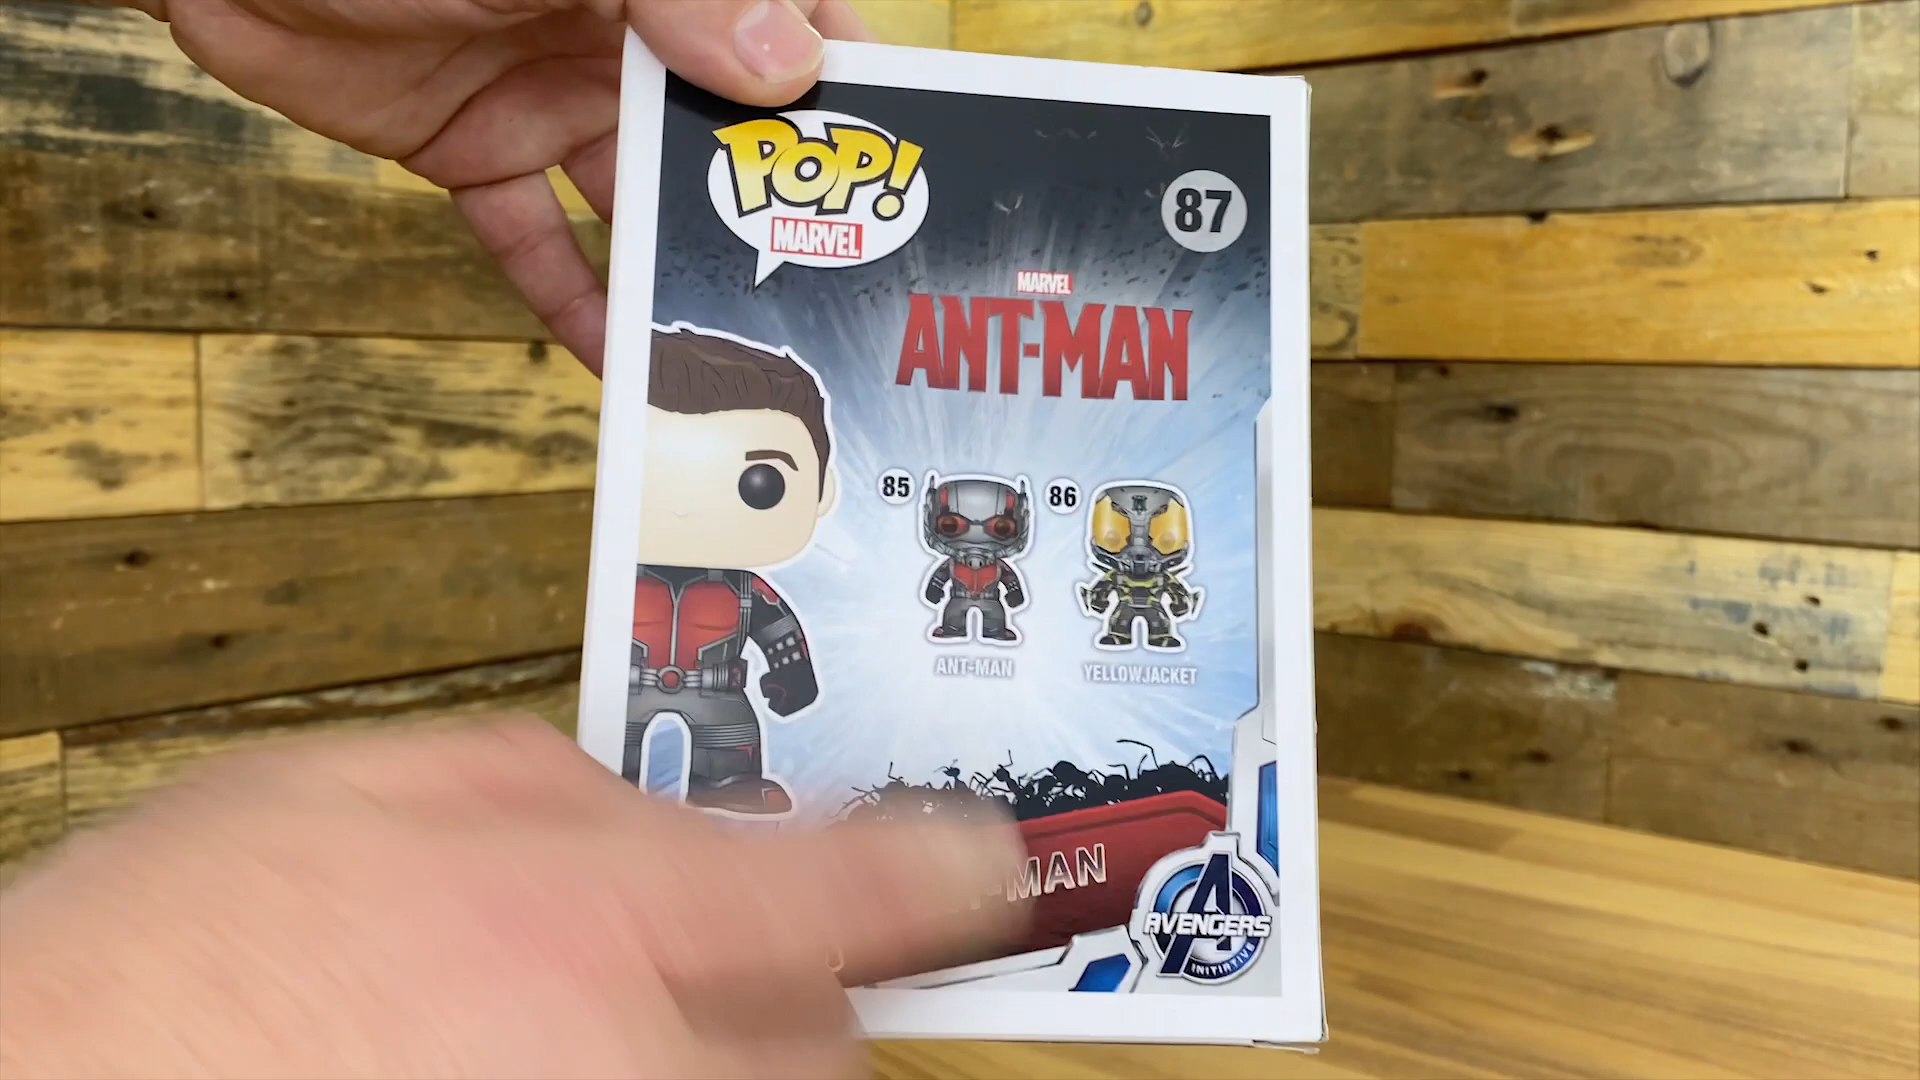 POP!
MARVEL
87
MARVEL
ANT-MAN
85
86
ANT-MAN
YELLOWJACKET
-MAN
AVENGERS
INITIATIVE